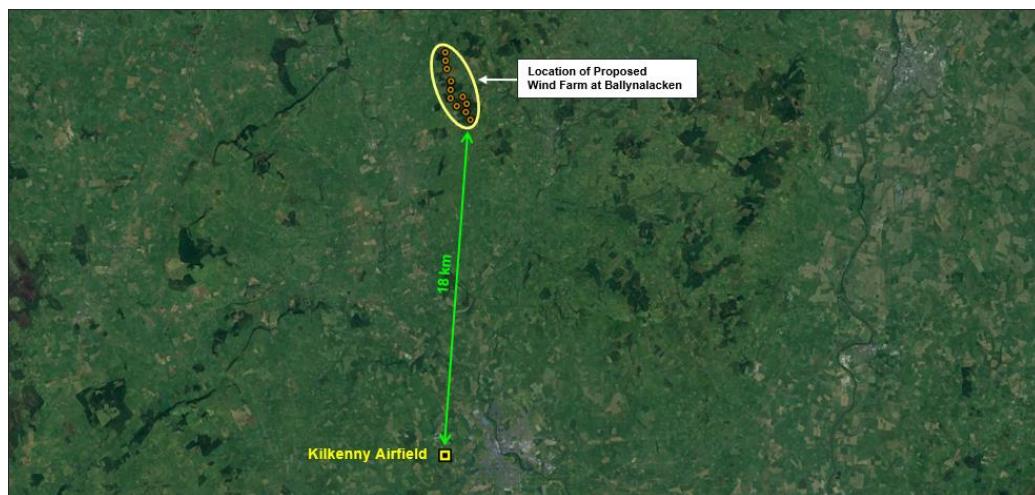 Location of Proposed
Wind Farm at Ballynalacken
18 km
Kilkenny Airfield